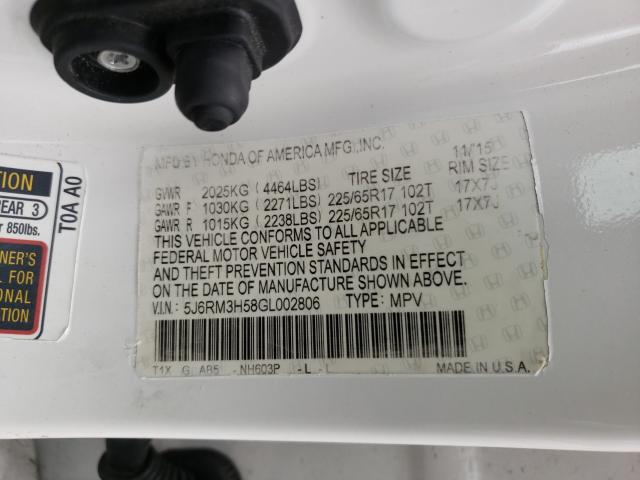 MFD BY HONDA OF AMERICA MFG.,INC. 11/15
GVWR 2025KG (4464LBS) TIRE SIZE RIM SIZE
GAWR F 1030KG (2271LBS) 225/65R17 102T 17X7J
GAWR R 1015KG (2238LBS) 225/65R17 102T 17X7J
THIS VEHICLE CONFORMS TO ALL APPLICABLE
FEDERAL MOTOR VEHICLE SAFETY
AND THEFT PREVENTION STANDARDS IN EFFECT
ON THE DATE OF MANUFACTURE SHOWN ABOVE.
V.I.N.: 5J6RM3H58GL002806 TYPE: MPV
T1X G AB5 -.NH603P -L -L MADE IN U.S.A.
TION
REAR 3
r 850lbs.
NER'S
L FOR
ONAL
ATION
T0A A0